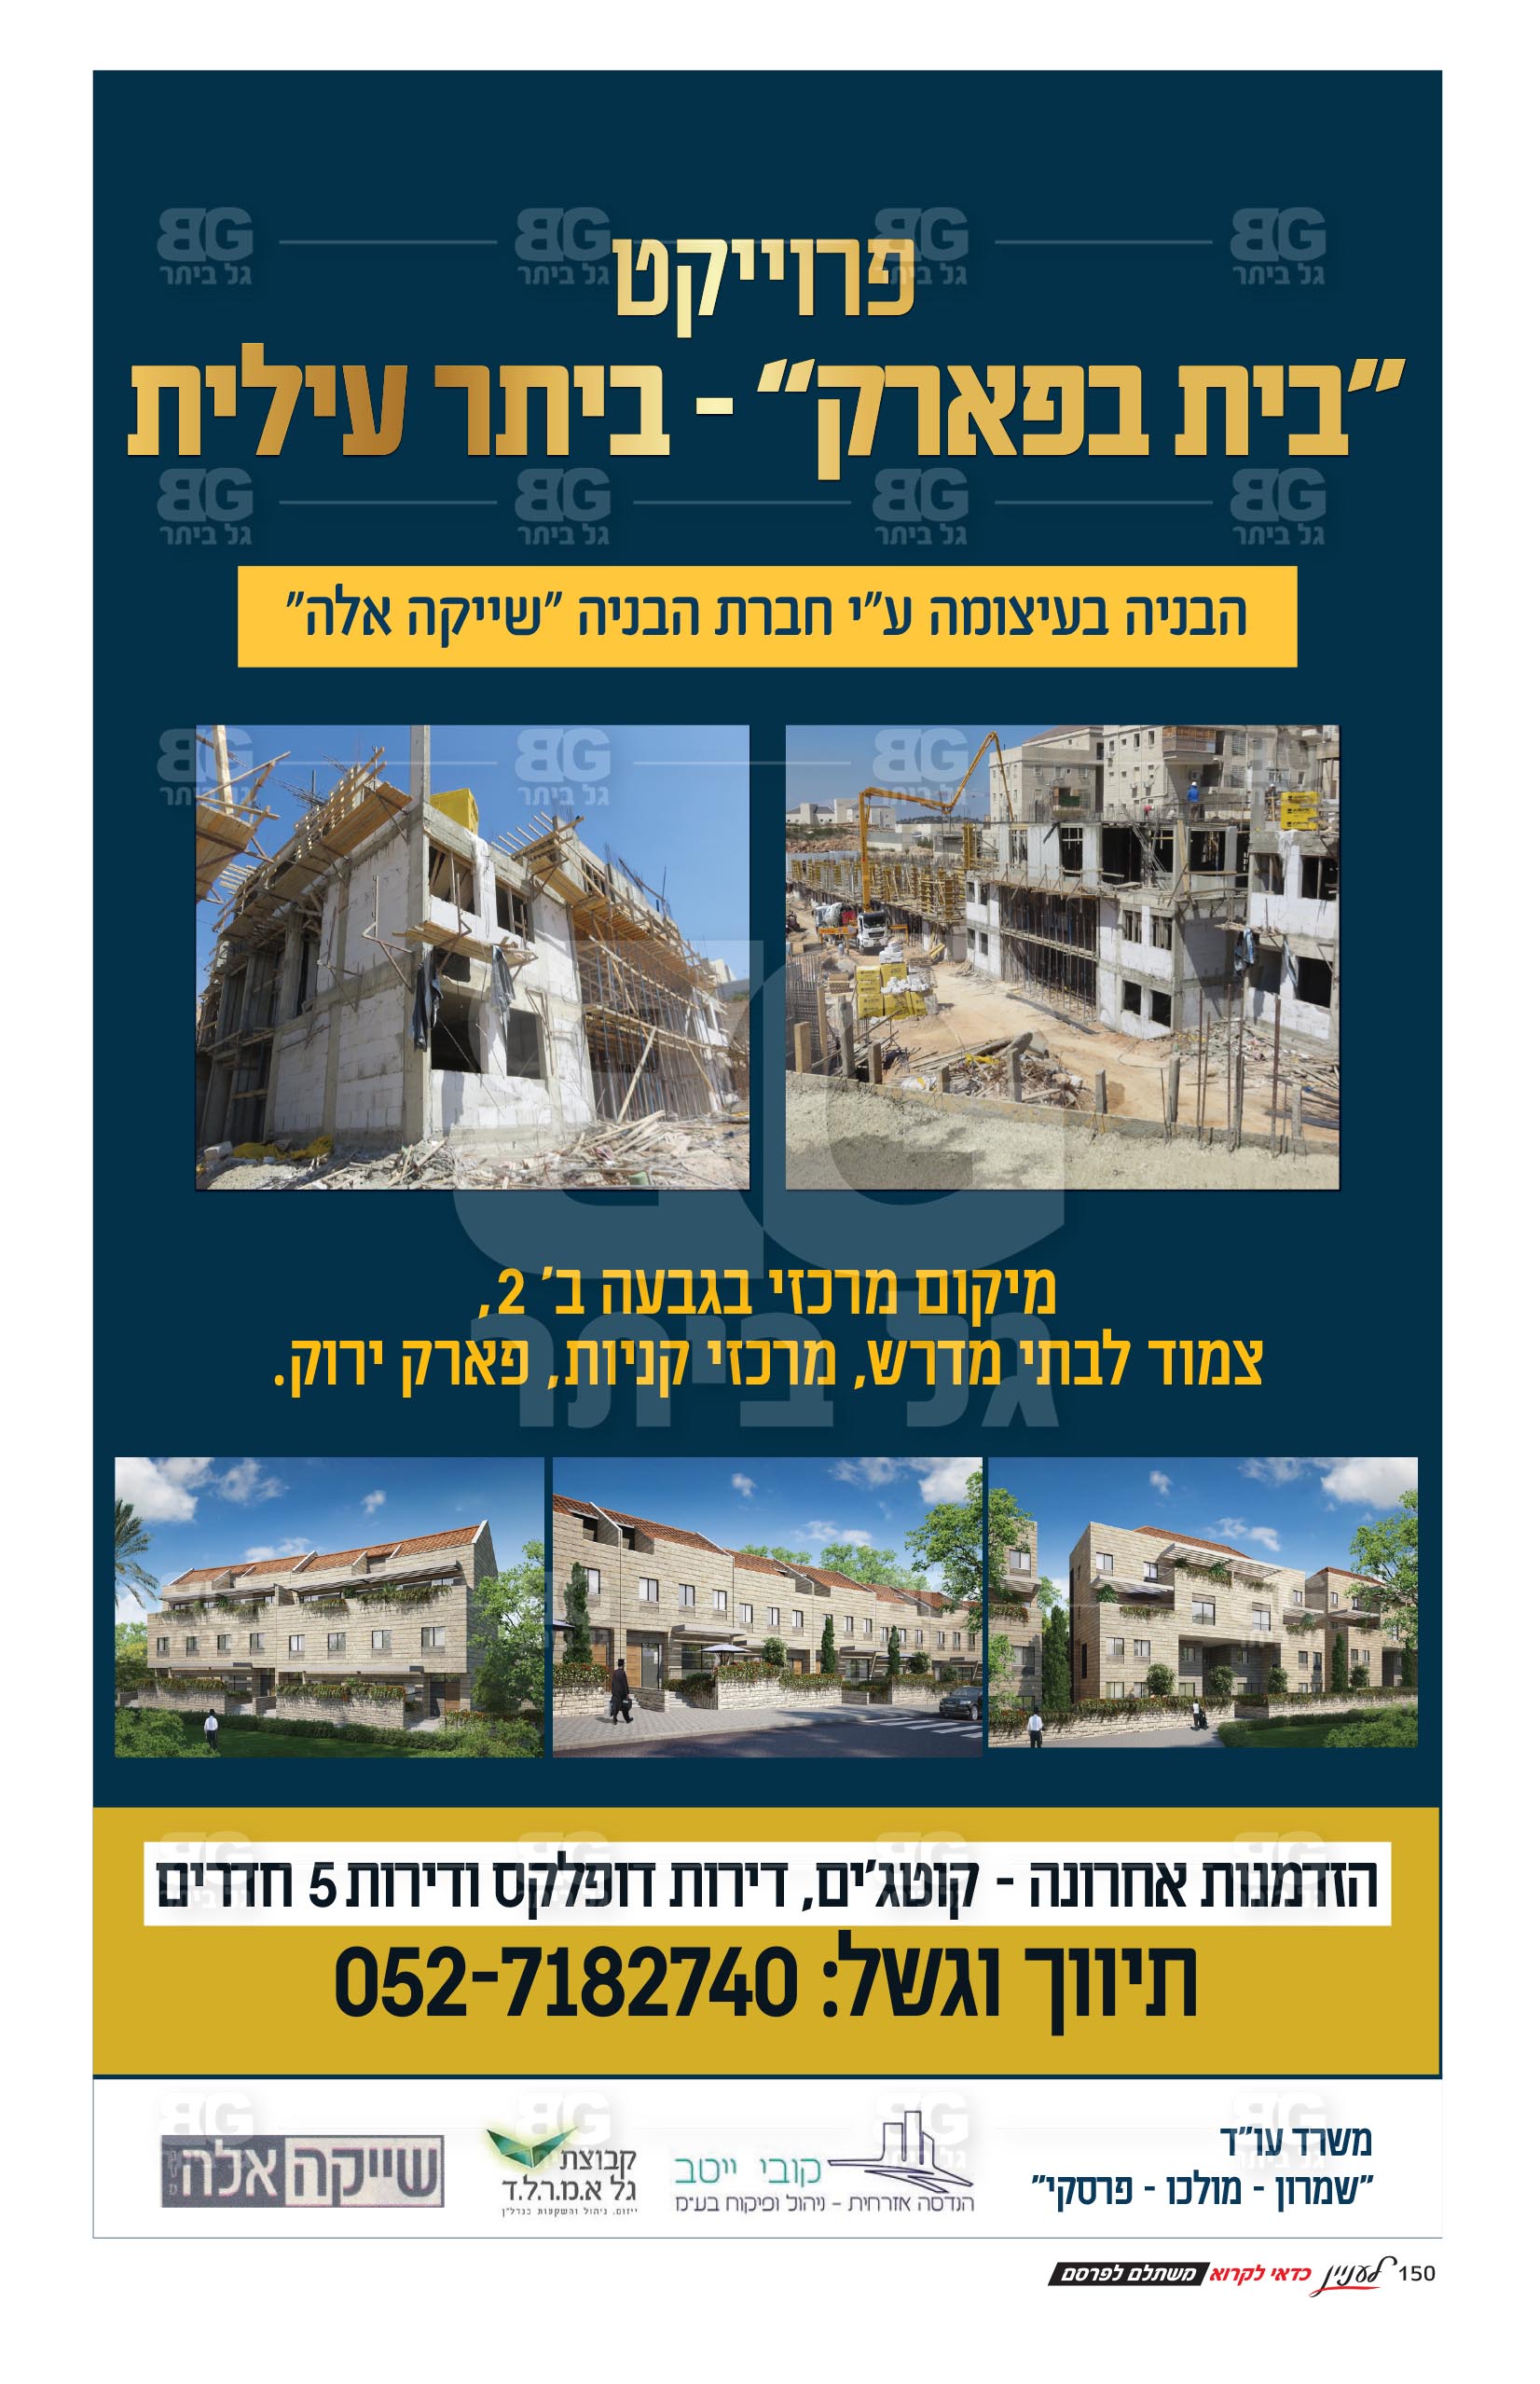 פרוייקט
"בית בפארק" - ביתר עילית
הבניה בעיצומה ע"י חברת הבניה "שייקה אלה"
מיקום מרכזי בגבעה ב' 2,
צמוד לבתי מדרש, מרכזי קניות, פארק ירוק.
הזדמנות אחרונה - קוטג'ים, דירות דופלקס ודירות 5 חדרים
תיווך וגשל: 052-7182740
משרד עו"ד
"שמרון - מולכו - פרסקי"
קובי ייטב
הנדסה אזרחית - ניהול ופיקוח בע"מ
קבוצת
גל א.מ.ר.ל.ד
ייזום, ניהול והשקעות בנדל"ן
שייקה אלה
150 לעניין כדאי לקרוא משתלם לפרסם
BG
גל ביתר